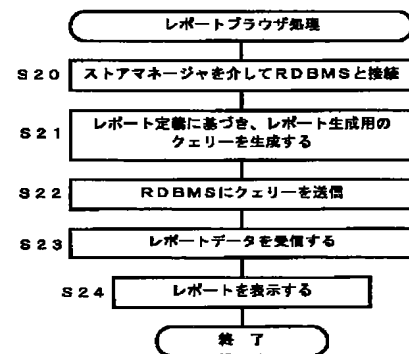 レポートブラウザ処理
S20 ストアマネージャを介してRDBMSと接続
S21 レポート定義に基づき、レポート生成用の
クェリーを生成する
S22 RDBMSにクェリーを送信
S23 レポートデータを受信する
S24 レポートを表示する
終了